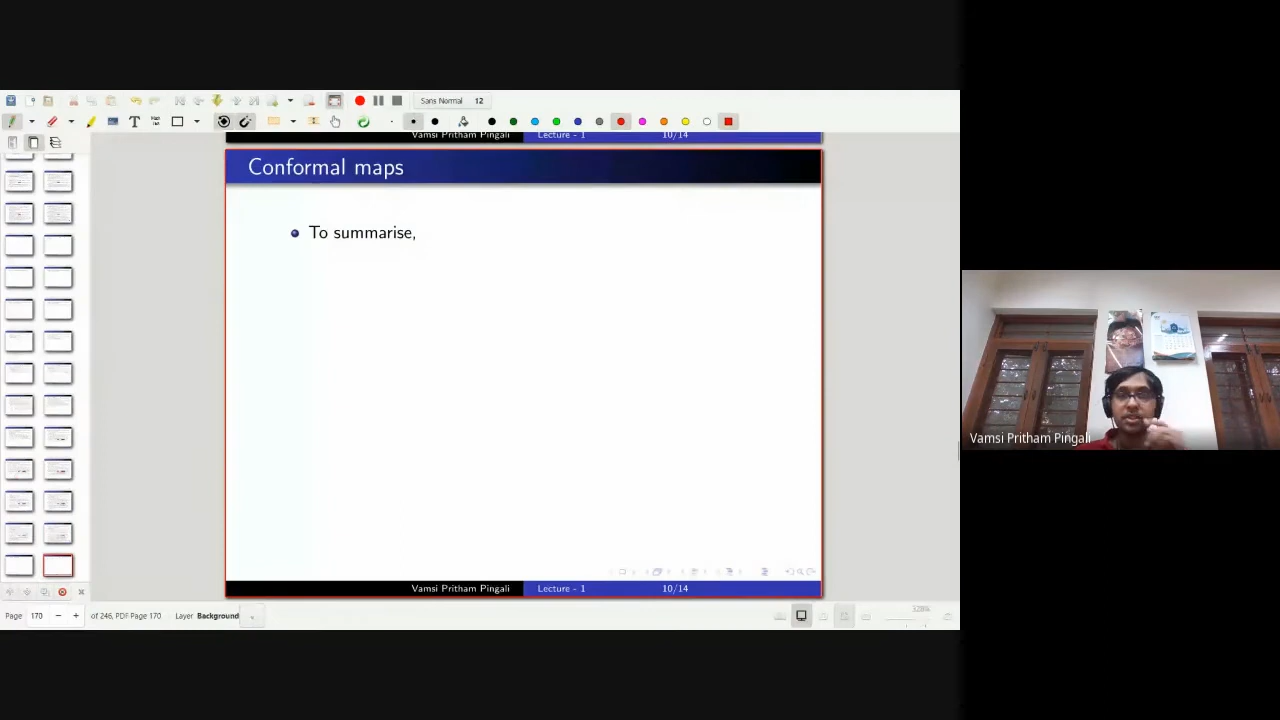 Sans Normal 12
Vamsi Pritham Pingali Lecture - 1 10/14
Conformal maps
To summarise,
Vamsi Pritham Pingali
Vamsi Pritham Pingali Lecture - 1 10/14
Page 170 of 246, PDF Page 170 Layer Background
328%